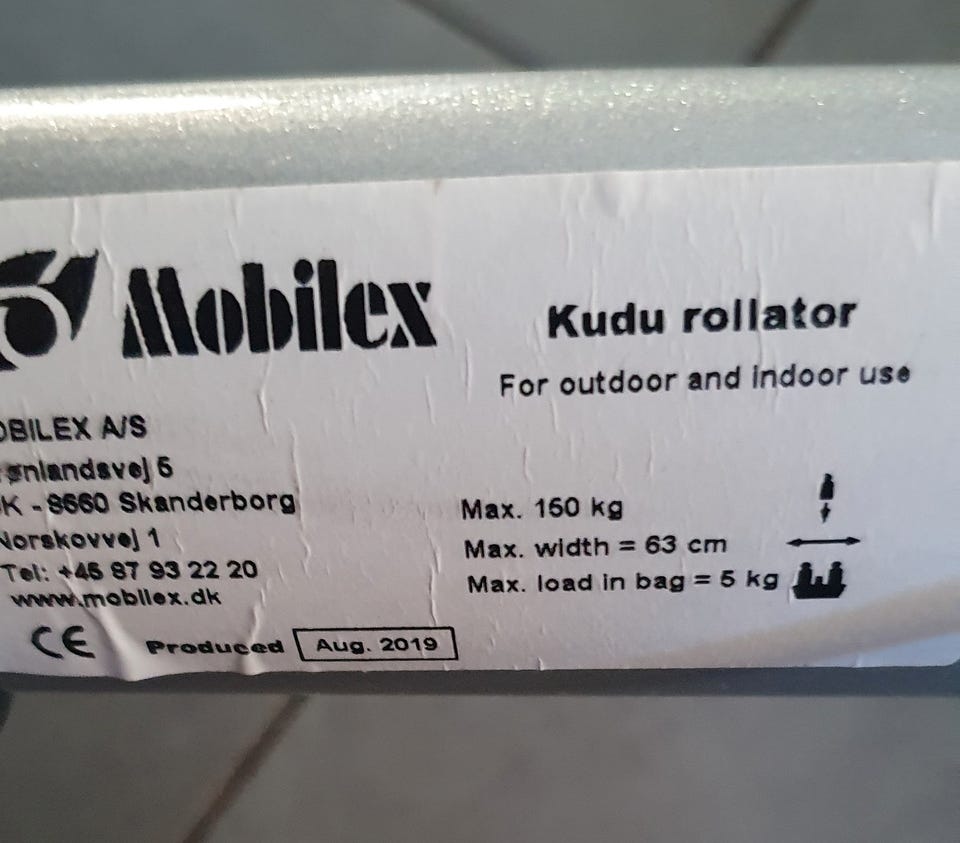 Mobilex
Kudu rollator
For outdoor and indoor use
OBILEX A/S
rønlandsvej 5
K - 8660 Skanderborg
Norskovvej 1
Tel: +45 87 93 22 20
www.mobilex.dk
CE Produced Aug. 2019
Max. 150 kg
Max. width = 63 cm
Max. load in bag = 5 kg